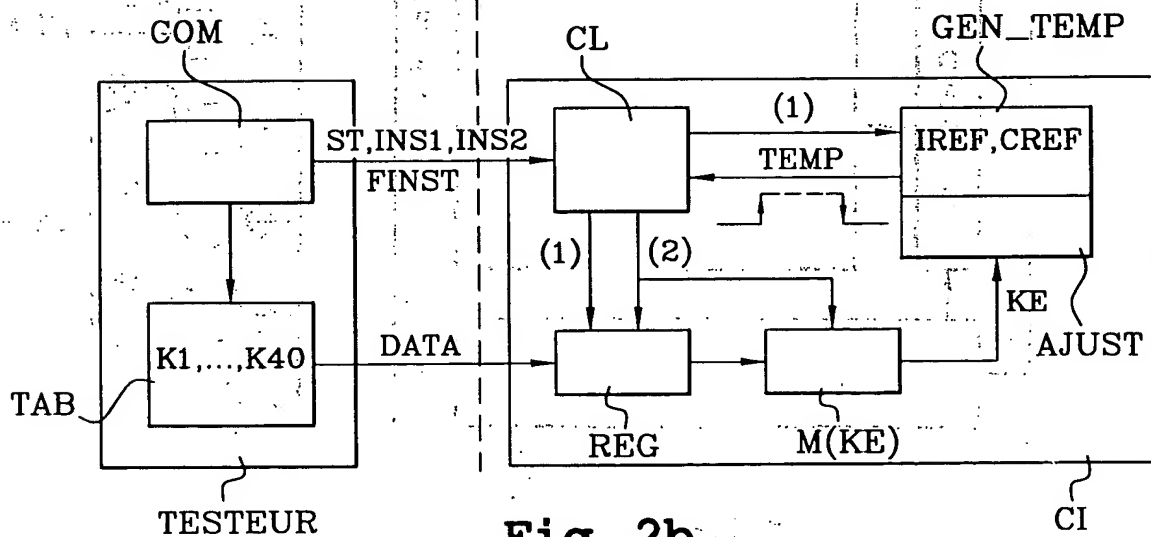 COM
CL
GEN_TEMP
ST,INS1,INS2
FINST
(1)
IREF,CREF
TEMP
(1)
(2)
KE
K1,...,K40
DATA
AJUST
TAB
REG
M(KE)
TESTEUR
CI
Fig. 2b